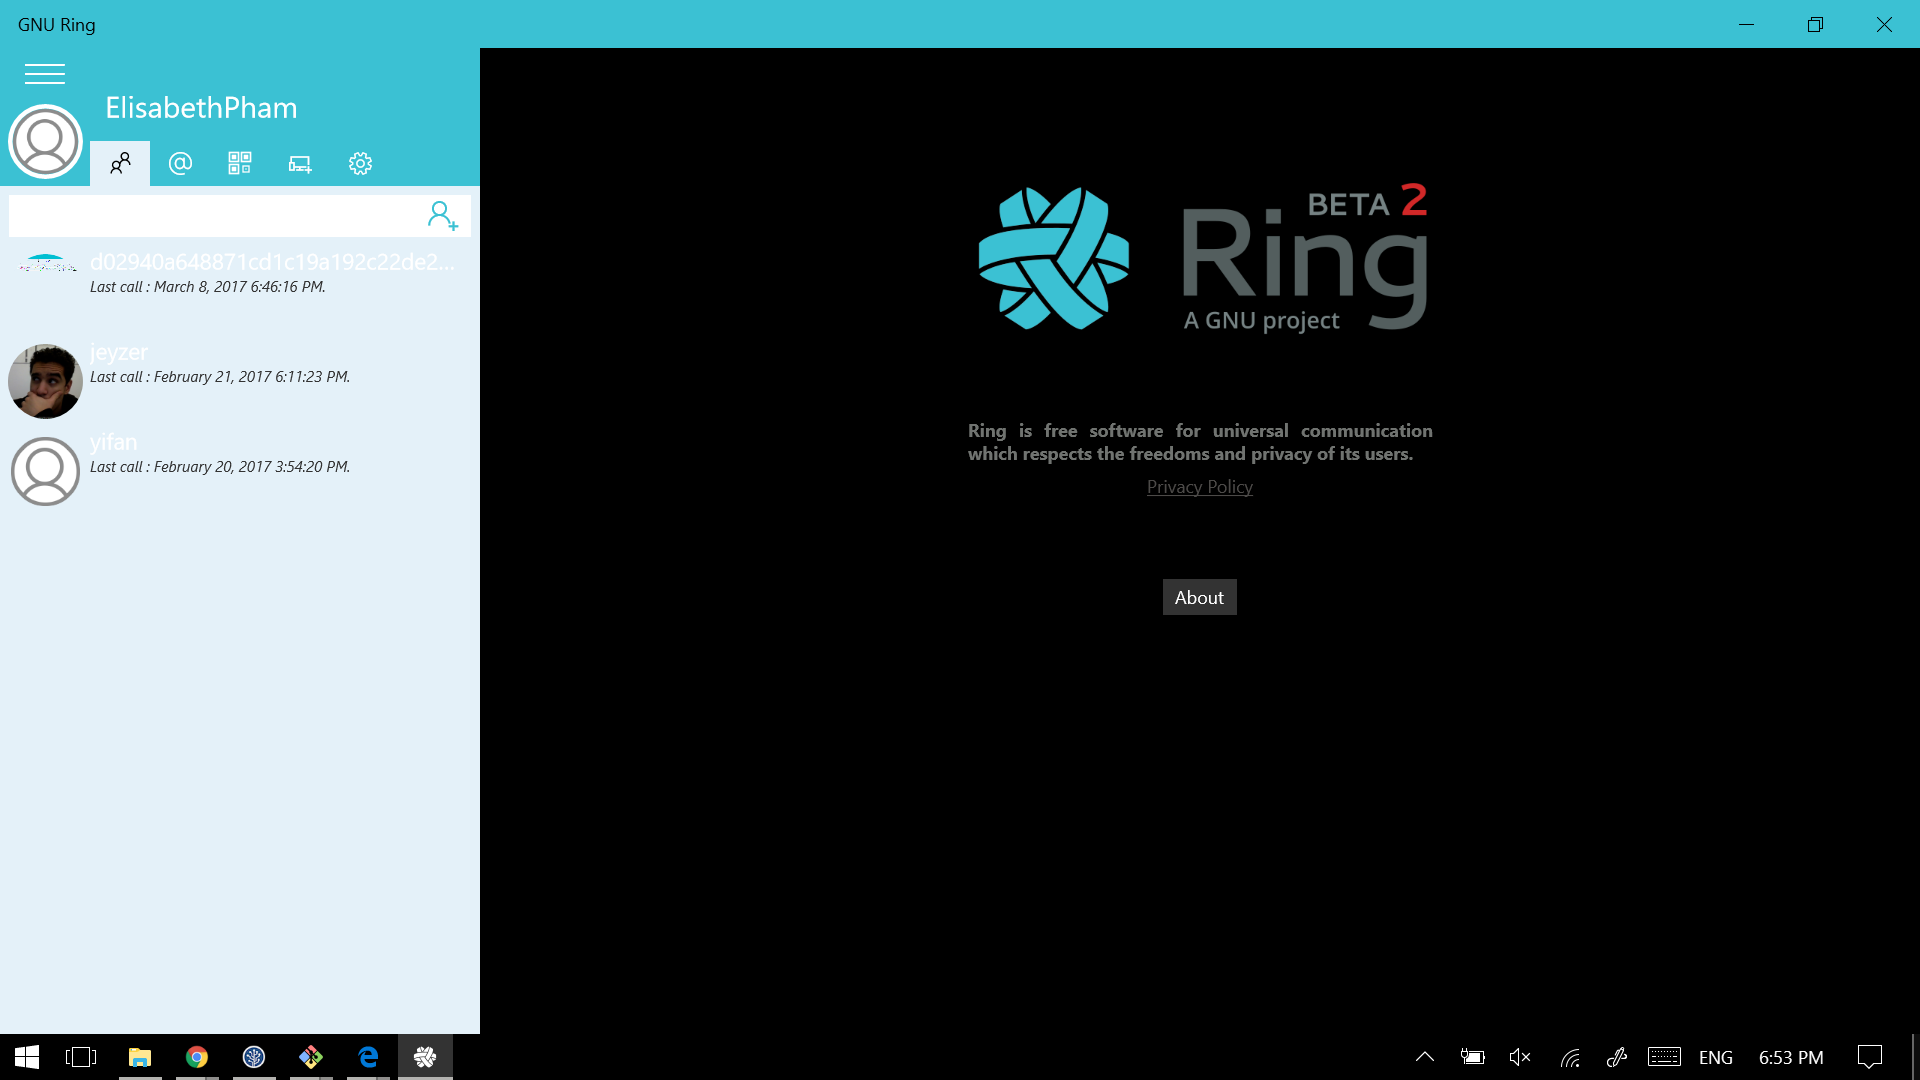 GNU Ring
ElisabethPham
@
d02940a648871cd1c19a192c22de2...
Last call : March 8, 2017 6:46:16 PM.
jeyzer
Last call : February 21, 2017 6:11:23 PM.
yifan
Last call : February 20, 2017 3:54:20 PM.
BETA 2
Ring
A GNU project
Ring is free software for universal communication
which respects the freedoms and privacy of its users.
Privacy Policy
About
ENG
6:53 PM